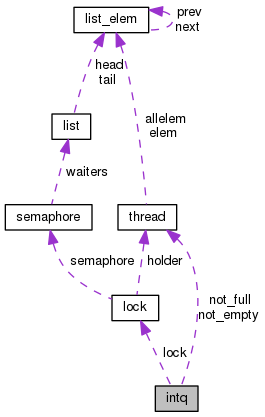 list_elem
prev
next
head
tail
list
allelem
elem
waiters
semaphore
thread
semaphore
holder
not_full
not_empty
lock
lock
intq